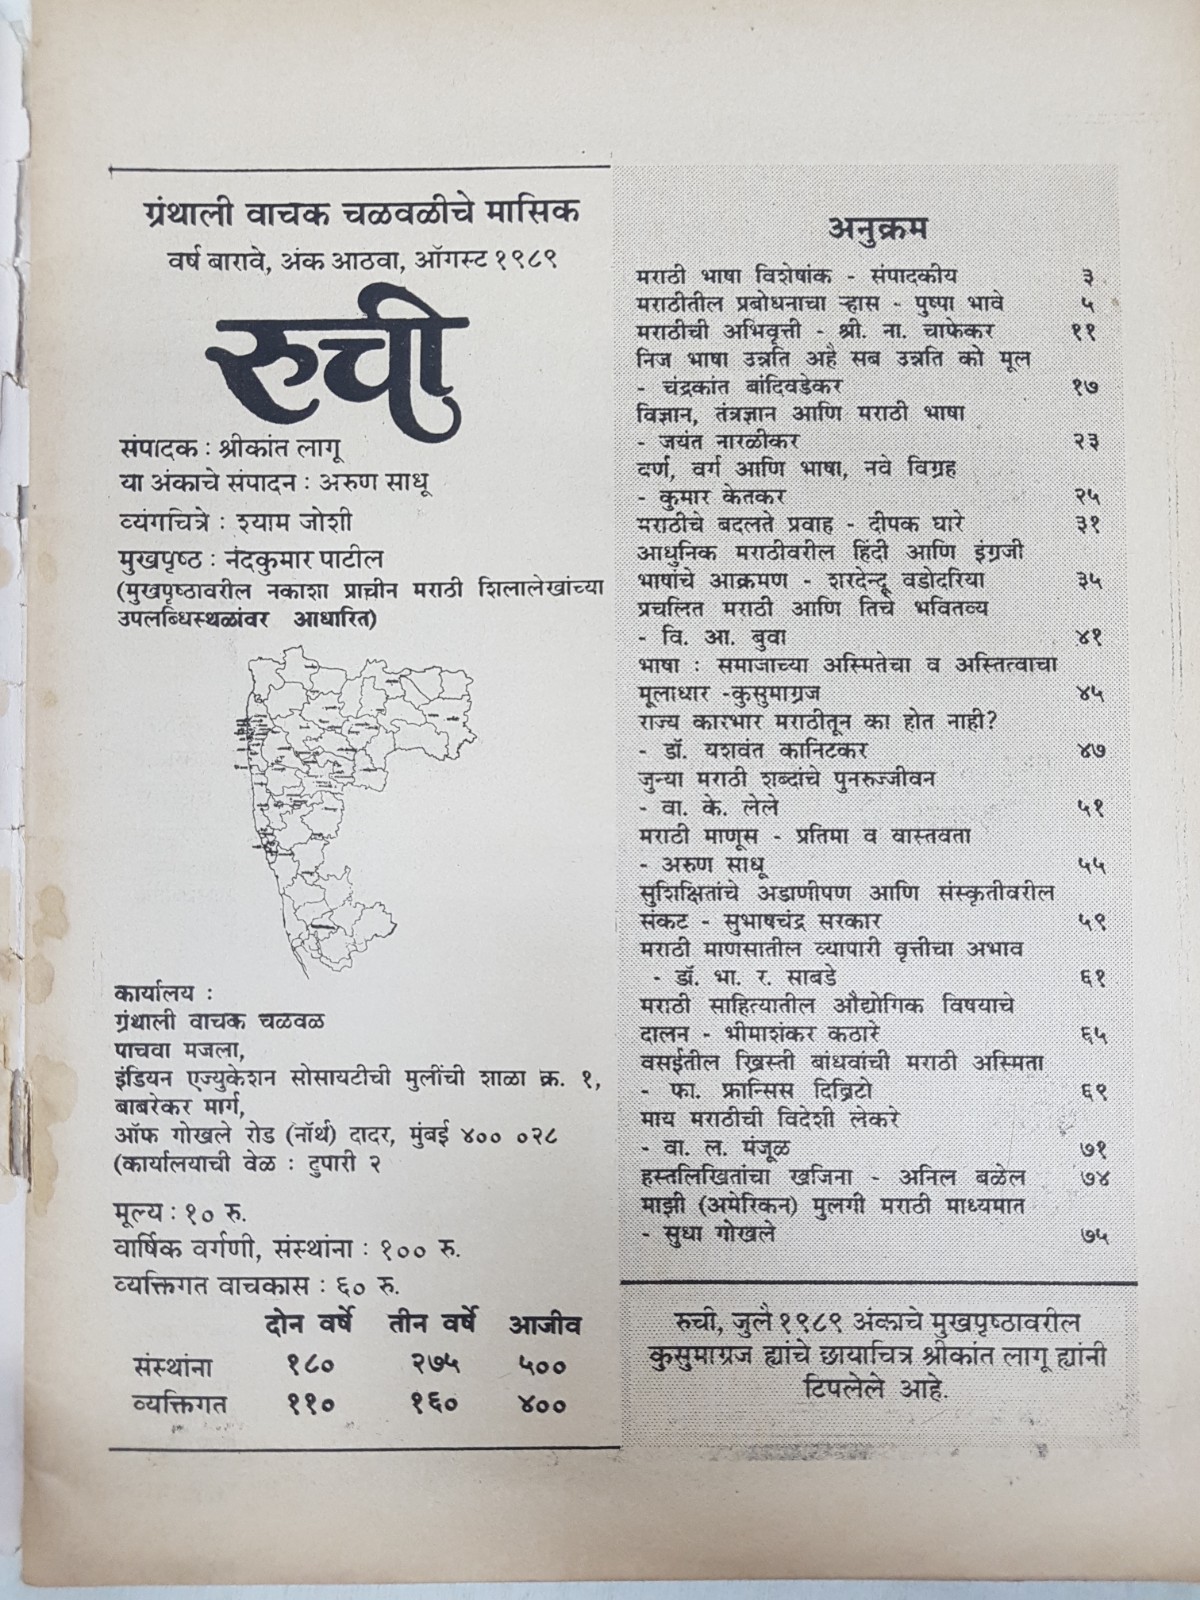 ग्रंथाली वाचक चळवळीचे मासिक
वर्ष बारावे, अंक आठवा, ऑगस्ट १९८९
रुची
संपादक : श्रीकांत लागू
या अंकाचे संपादन : अरुण साधू
व्यंगचित्रे : श्याम जोशी
मुखपृष्ठ : नंदकुमार पाटील
(मुखपृष्ठावरील नकाशा प्राचीन मराठी शिलालेखांच्या
उपलब्धिस्थळांवर आधारित)
कार्यालय :
ग्रंथाली वाचक चळवळ
पाचवा मजला,
इंडियन एज्युकेशन सोसायटीची मुलींची शाळा क्र. १,
बाबरेकर मार्ग,
ऑफ गोखले रोड (नॉर्थ) दादर, मुंबई ४०० ०२८
(कार्यालयाची वेळ : दुपारी २
मूल्य : १० रु.
वार्षिक वर्गणी, संस्थांना : १०० रु.
व्यक्तिगत वाचकास : ६० रु.
दोन वर्षे तीन वर्षे आजीव
संस्थांना १८० २७५ ५००
व्यक्तिगत ११० १६० ४००
अनुक्रम
मराठी भाषा विशेषांक - संपादकीय ३
मराठीतील प्रबोधनाचा ऱ्हास - पुष्पा भावे ५
मराठीची अभिवृत्ती - श्री. ना. चाफेकर ११
निज भाषा उन्नति अहै सब उन्नति को मूल
- चंद्रकांत बांदिवडेकर १७
विज्ञान, तंत्रज्ञान आणि मराठी भाषा
- जयंत नारळीकर २३
वर्ण, वर्ग आणि भाषा, नवे विग्रह
- कुमार केतकर २५
मराठीचे बदलते प्रवाह - दीपक घारे ३१
आधुनिक मराठीवरील हिंदी आणि इंग्रजी
भाषांचे आक्रमण - शरदेन्दू वडोदरिया ३५
प्रचलित मराठी आणि तिचे भवितव्य
- वि. आ. बुवा ४१
भाषा : समाजाच्या अस्मितेचा व अस्तित्वाचा
मूलाधार -कुसुमाग्रज ४५
राज्य कारभार मराठीतून का होत नाही?
- डॉ. यशवंत कानिटकर ४७
जुन्या मराठी शब्दांचे पुनरुज्जीवन
- वा. के. लेले ५१
मराठी माणूस - प्रतिमा व वास्तवता
- अरुण साधू ५५
सुशिक्षितांचे अडाणीपण आणि संस्कृतीवरील
संकट - सुभाषचंद्र सरकार ५९
मराठी माणसातील व्यापारी वृत्तीचा अभाव
- डॉ. भा. र. साबडे ६१
मराठी साहित्यातील औद्योगिक विषयाचे
दालन - भीमाशंकर कठारे ६५
वसईतील ख्रिस्ती बांधवांची मराठी अस्मिता
- फा. फ्रान्सिस दिब्रिटो ६९
माय मराठीची विदेशी लेकरे
- वा. ल. मंजूळ ७१
हस्तलिखितांचा खजिना - अनिल बळेल ७४
माझी (अमेरिकन) मुलगी मराठी माध्यमात
- सुधा गोखले ७५
रुची, जुलै १९८९ अंकाचे मुखपृष्ठावरील
कुसुमाग्रज ह्यांचे छायाचित्र श्रीकांत लागू ह्यांनी
टिपलेले आहे.